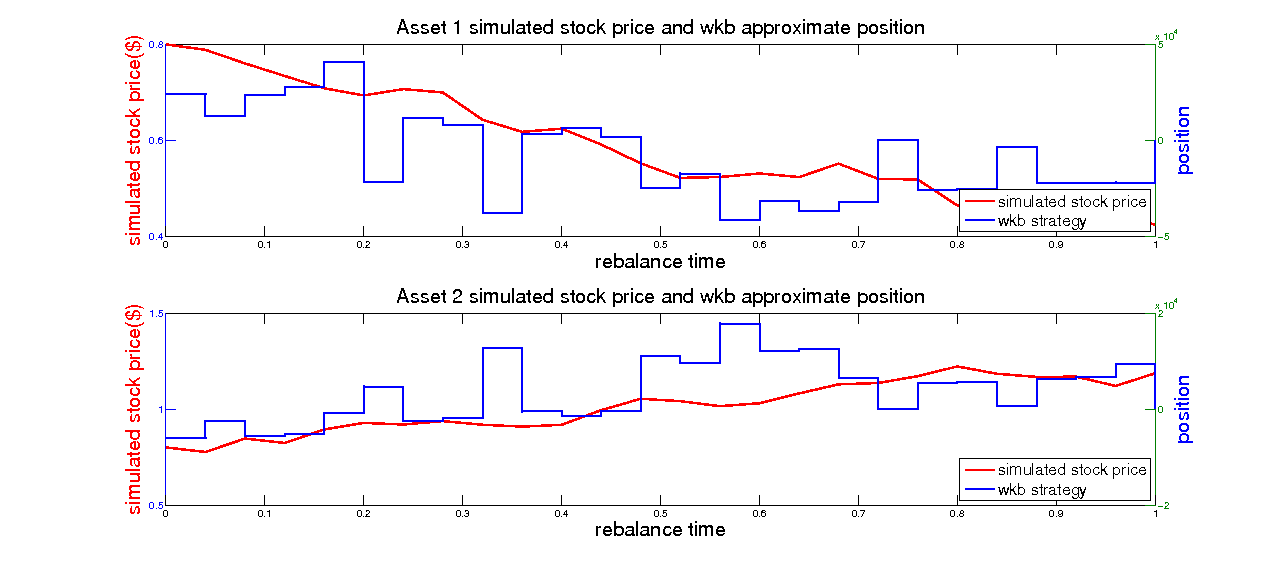 Asset 1 simulated stock price and wkb approximate position
simulated stock price($)
0.8
0.6
0.4
x 10^4
5
0
-5
position
simulated stock price
wkb strategy
0 0.1 0.2 0.3 0.4 0.5 0.6 0.7 0.8 0.9 1
rebalance time
Asset 2 simulated stock price and wkb approximate position
simulated stock price($)
1.5
1
0.5
x 10^4
2
0
-2
position
simulated stock price
wkb strategy
0 0.1 0.2 0.3 0.4 0.5 0.6 0.7 0.8 0.9 1
rebalance time